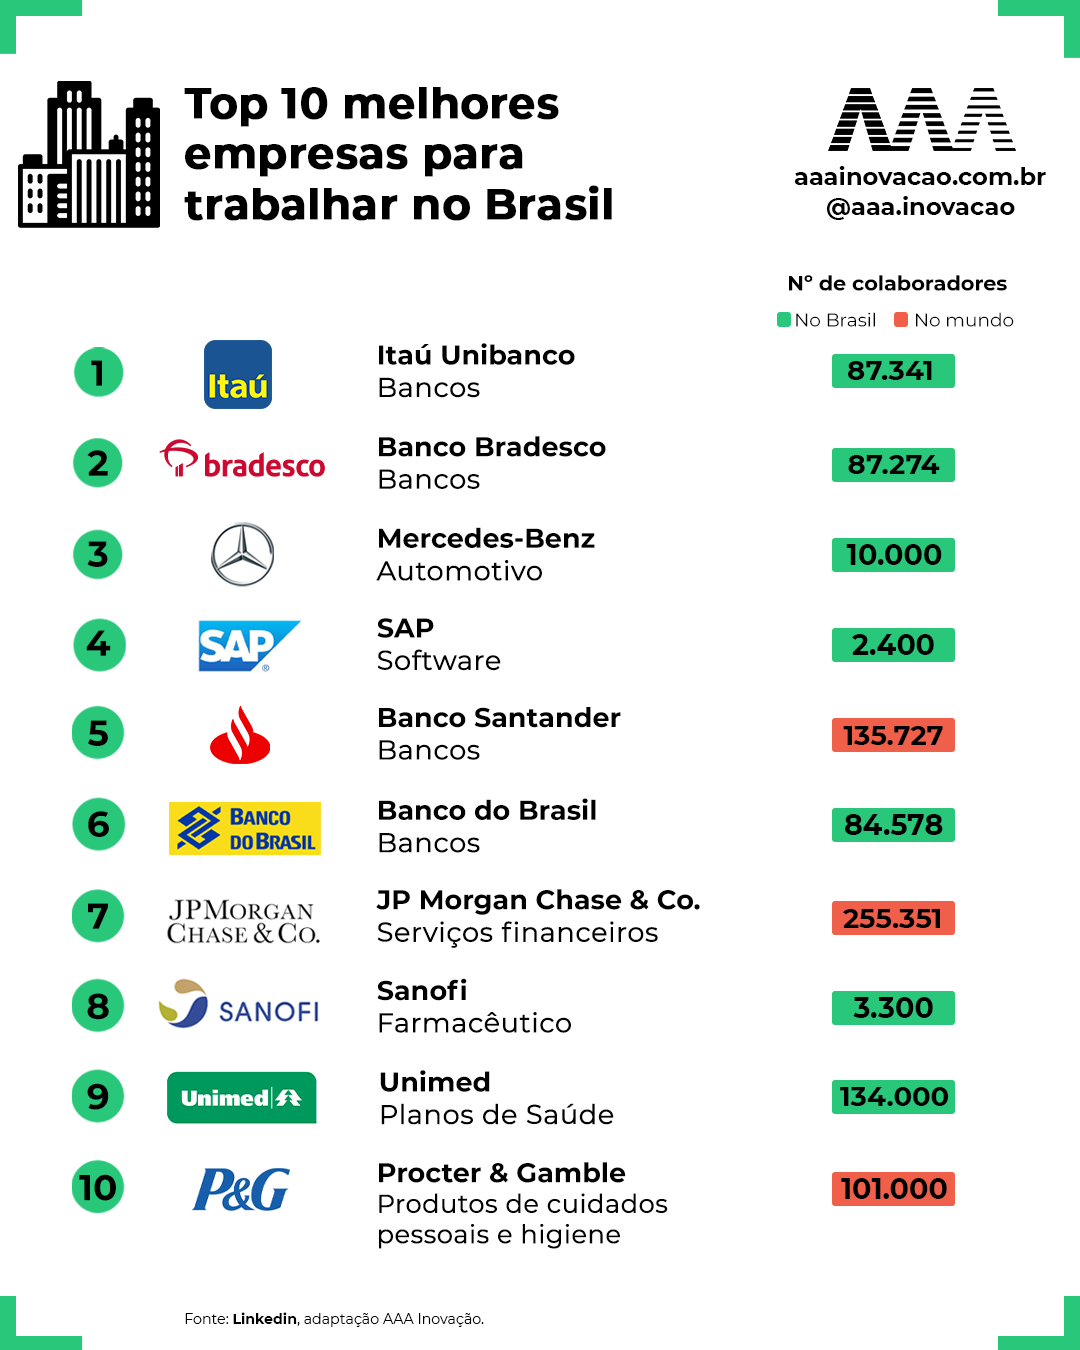 Top 10 melhores
empresas para
trabalhar no Brasil
aaainovacao.com.br
@aaa.inovacao
Nº de colaboradores
No Brasil No mundo
1 Itaú Itaú Unibanco 87.341
Bancos
2 bradesco Banco Bradesco 87.274
Bancos
3 Mercedes-Benz 10.000
Automotivo
4 SAP ® SAP 2.400
Software
5 Banco Santander 135.727
Bancos
6 BANCO DO BRASIL Banco do Brasil 84.578
Bancos
7 JPMORGAN CHASE & CO. JP Morgan Chase & Co. 255.351
Serviços financeiros
8 SANOFI Sanofi 3.300
Farmacêutico
9 Unimed Unimed 134.000
Planos de Saúde
10 P&G Procter & Gamble 101.000
Produtos de cuidados
pessoais e higiene
Fonte: Linkedin, adaptação AAA Inovação.